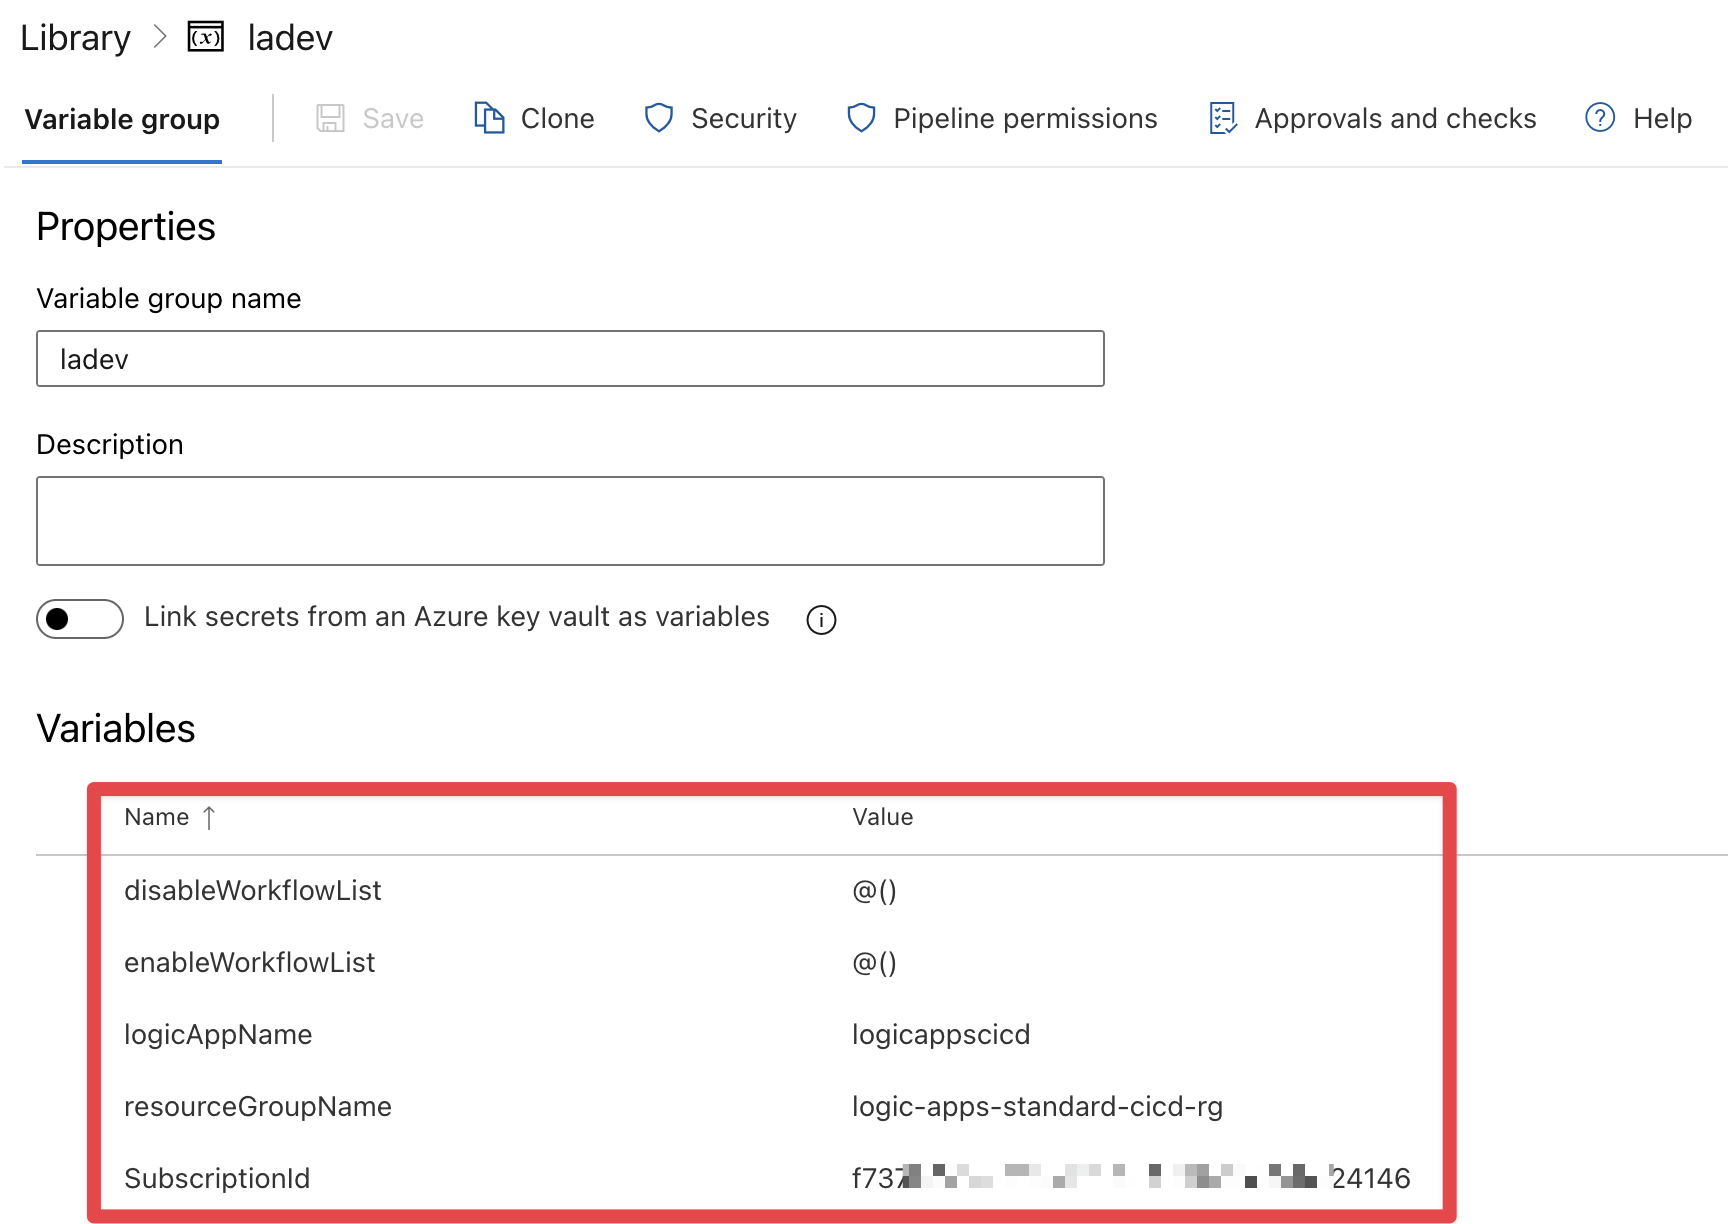 Library > ladev
Variable group Save Clone Security Pipeline permissions Approvals and checks Help
Properties
Variable group name
ladev
Description
Link secrets from an Azure key vault as variables
Variables
Name ↑ Value
disableWorkflowList @()
enableWorkflowList @()
logicAppName logicappscicd
resourceGroupName logic-apps-standard-cicd-rg
SubscriptionId f737 24146